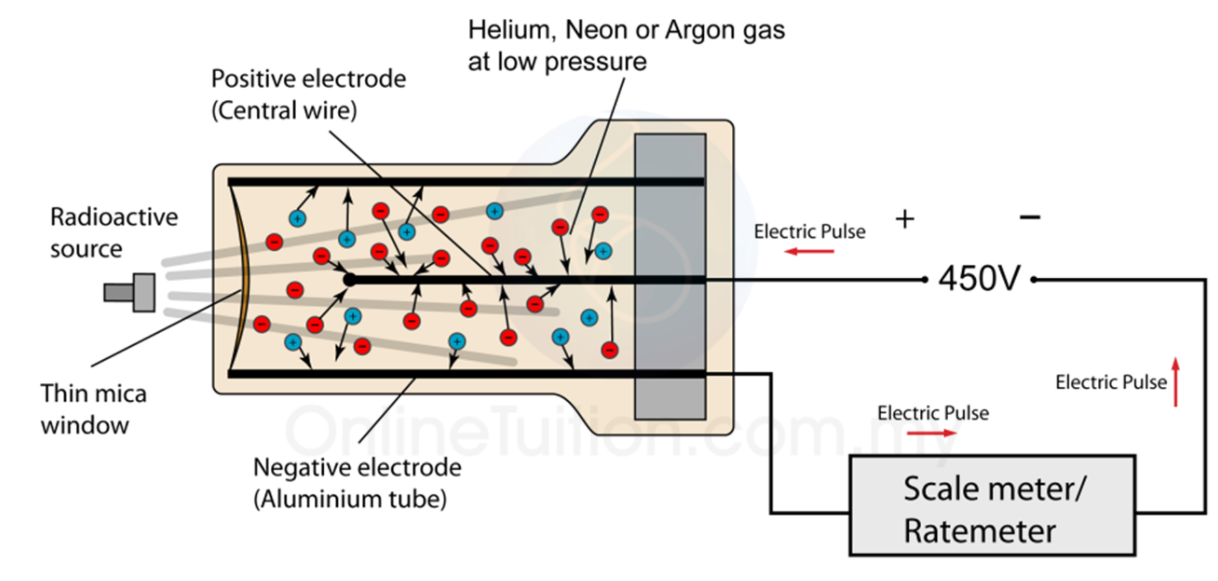 Helium, Neon or Argon gas
at low pressure
Positive electrode
(Central wire)
Radioactive
source
Electric Pulse
+ −
450V
Thin mica
window
Electric Pulse
Electric Pulse
OnlineTuition.com.my
Negative electrode
(Aluminium tube)
Scale meter/
Ratemeter